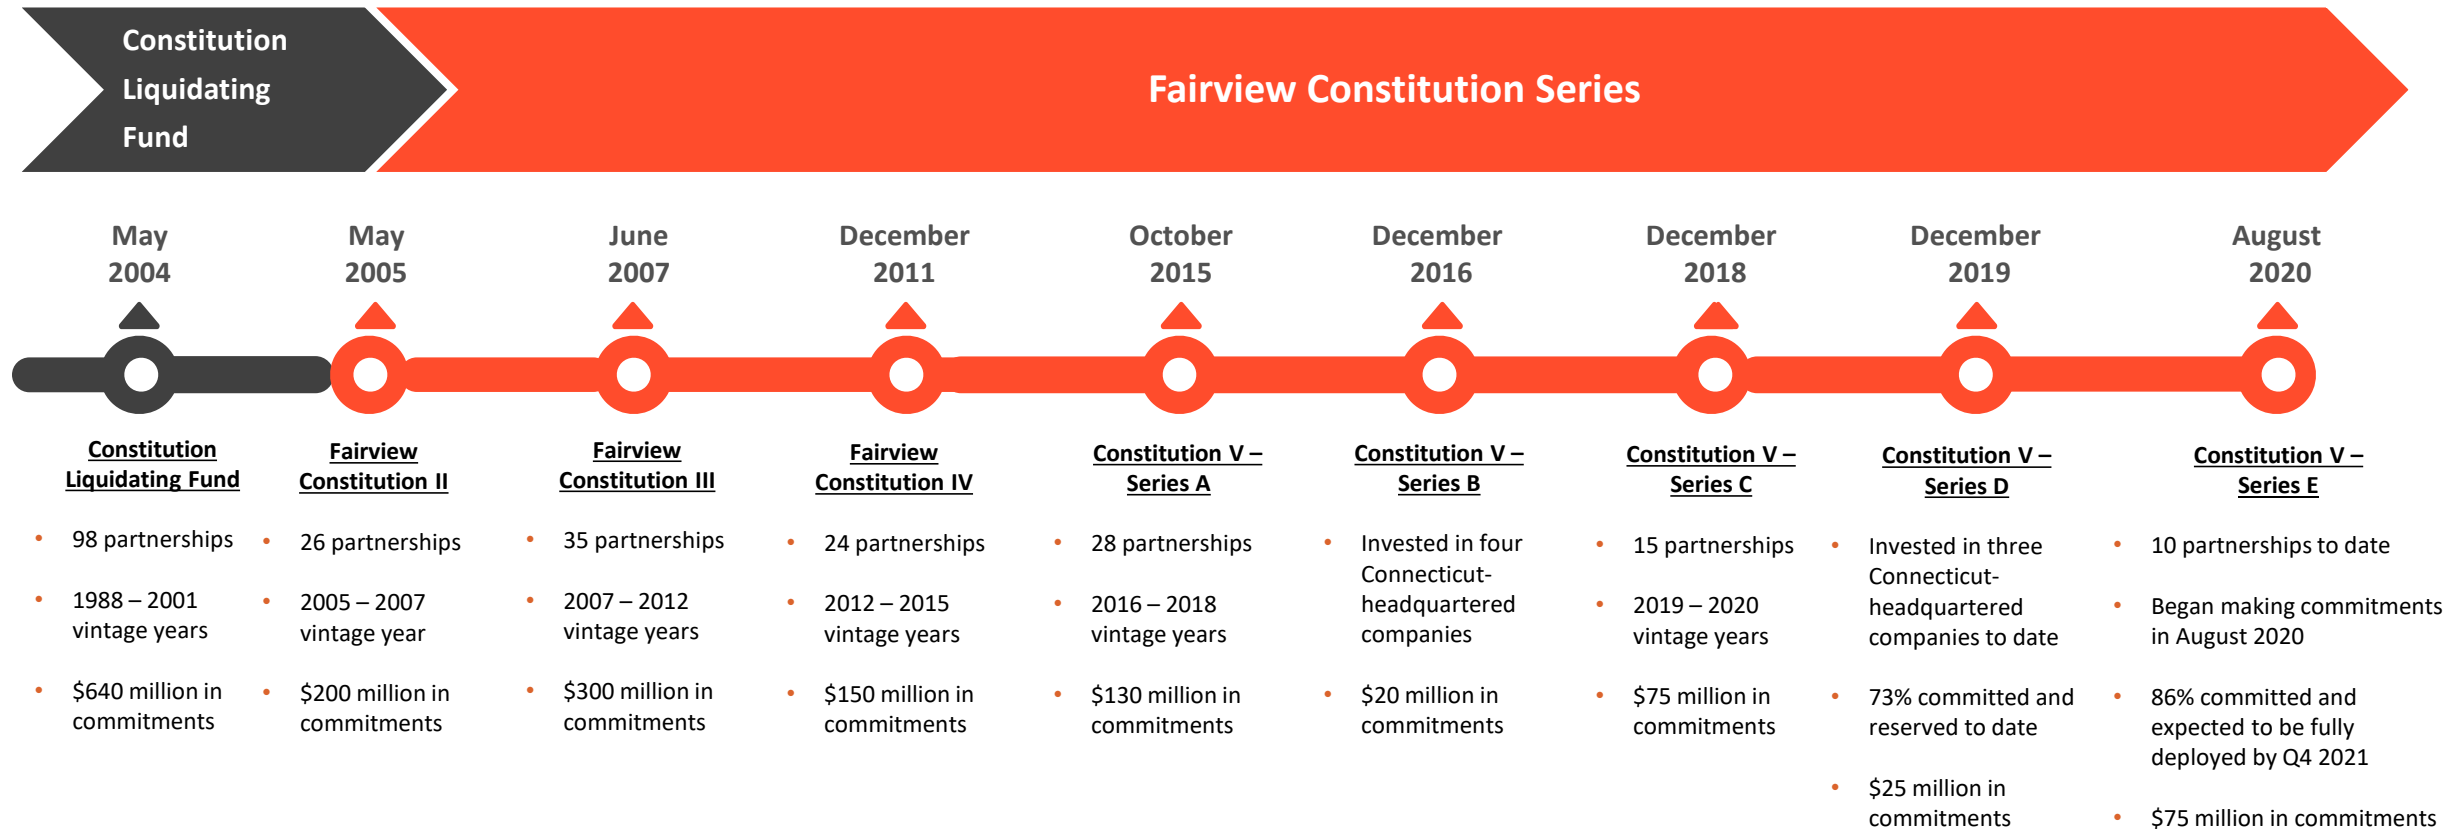 Constitution
Liquidating
Fund
Fairview Constitution Series
May
2004
May
2005
June
2007
December
2011
October
2015
December
2016
December
2018
December
2019
August
2020
Constitution
Liquidating Fund
• 98 partnerships
• 1988 – 2001
vintage years
• $640 million in
commitments
Fairview
Constitution II
• 26 partnerships
• 2005 – 2007
vintage year
• $200 million in
commitments
Fairview
Constitution III
• 35 partnerships
• 2007 – 2012
vintage years
• $300 million in
commitments
Fairview
Constitution IV
• 24 partnerships
• 2012 – 2015
vintage years
• $150 million in
commitments
Constitution V –
Series A
• 28 partnerships
• 2016 – 2018
vintage years
• $130 million in
commitments
Constitution V –
Series B
• Invested in four
Connecticut-
headquartered
companies
• $20 million in
commitments
Constitution V –
Series C
• 15 partnerships
• 2019 – 2020
vintage years
• $75 million in
commitments
Constitution V –
Series D
• Invested in three
Connecticut-
headquartered
companies to date
• 73% committed and
reserved to date
• $25 million in
commitments
Constitution V –
Series E
• 10 partnerships to date
• Began making commitments
in August 2020
• 86% committed and
expected to be fully
deployed by Q4 2021
• $75 million in commitments